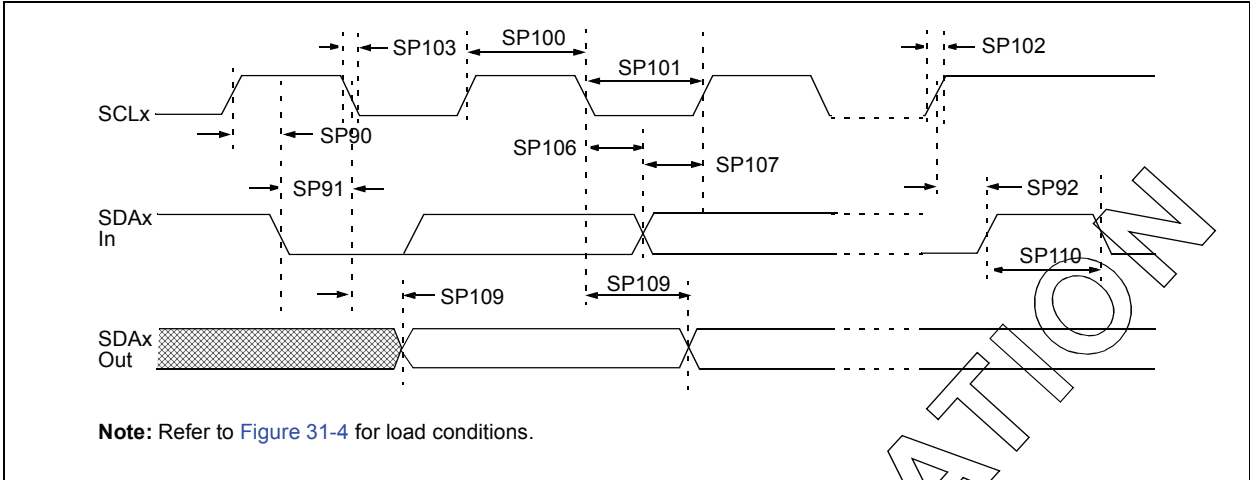 SP103
SP100
SP102
SP101
SCLx
SP90
SP106
SP107
SP91
SP92
SDAx
In
SP110
SP109
SP109
SDAx
Out
Note: Refer to Figure 31-4 for load conditions.
ATION